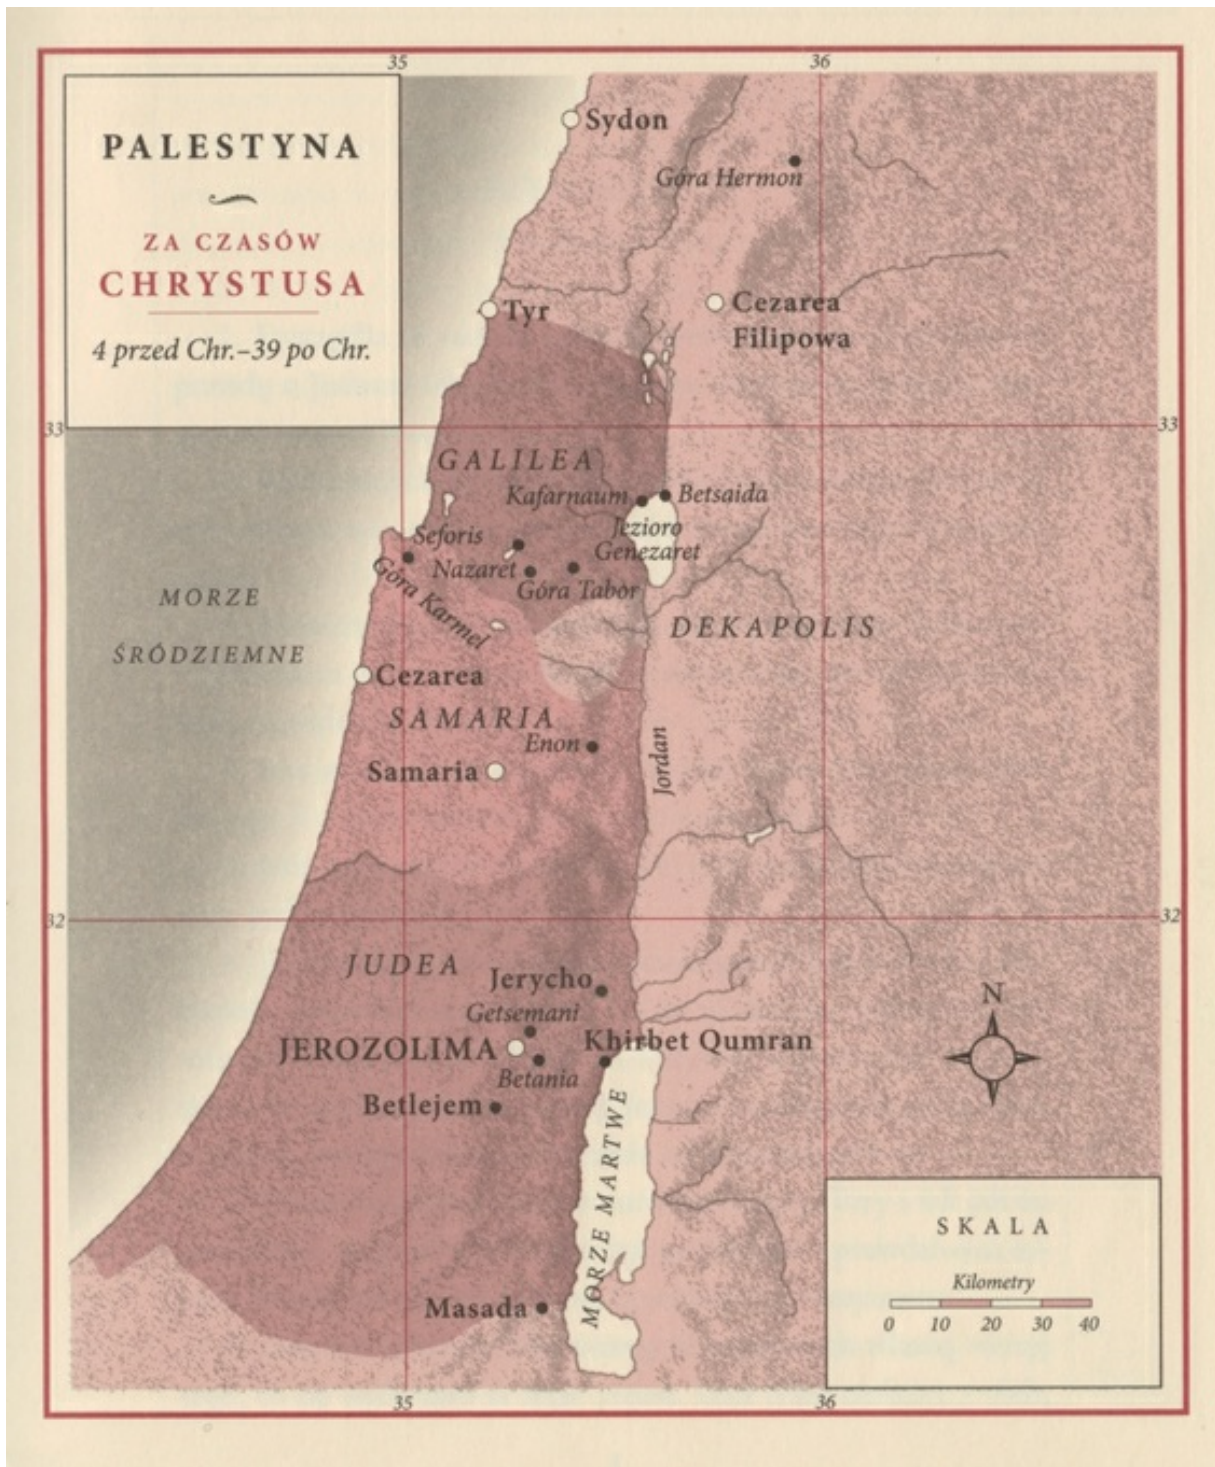 35
36
PALESTYNA
ZA CZASÓW
CHRYSTUSA
4 przed Chr.–39 po Chr.
Sydon
Góra Hermon
Tyr
Cezarea
Filipowa
33
33
GALILEA
Kafarnaum
Betsaida
Jezioro
Genezaret
Seforis
Nazaret
Góra Tabor
Góra Karmel
MORZE
ŚRÓDZIEMNE
DEKAPOLIS
Cezarea
SAMARIA
Enon
Samaria
Jordan
32
32
JUDEA
Jerycho
Getsemani
JEROZOLIMA
Khirbet Qumran
Betania
Betlejem
MORZE MARTWE
Masada
N
SKALA
Kilometry
0 10 20 30 40
35
36